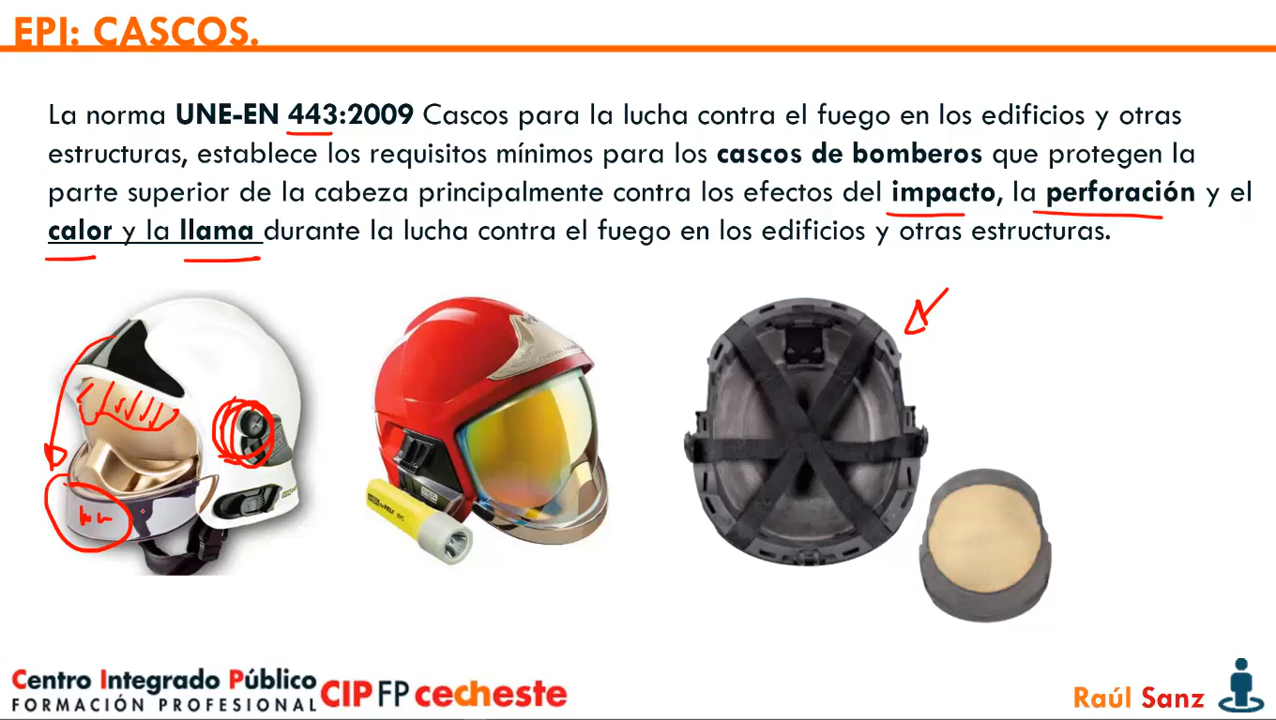 EPI: CASCOS.
La norma UNE-EN 443:2009 Cascos para la lucha contra el fuego en los edificios y otras
estructuras, establece los requisitos mínimos para los cascos de bomberos que protegen la
parte superior de la cabeza principalmente contra los efectos del impacto, la perforación y el
calor y la llama durante la lucha contra el fuego en los edificios y otras estructuras.
Centro Integrado Público
FORMACIÓN PROFESIONAL
CIP FP cecheste
Raúl Sanz